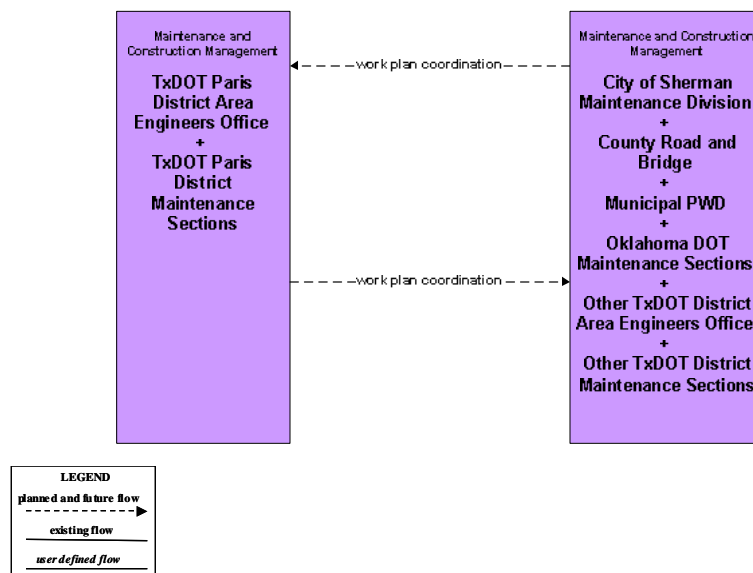 Maintenance and
Construction Management
TxDOT Paris
District Area
Engineers Office
+
TxDOT Paris
District
Maintenance
Sections
work plan coordination
work plan coordination
Maintenance and Construction
Management
City of Sherman
Maintenance Division
+
County Road and
Bridge
+
Municipal PWD
+
Oklahoma DOT
Maintenance Sections
+
Other TxDOT District
Area Engineers Office
+
Other TxDOT District
Maintenance Sections
LEGEND
planned and future flow
existing flow
user defined flow